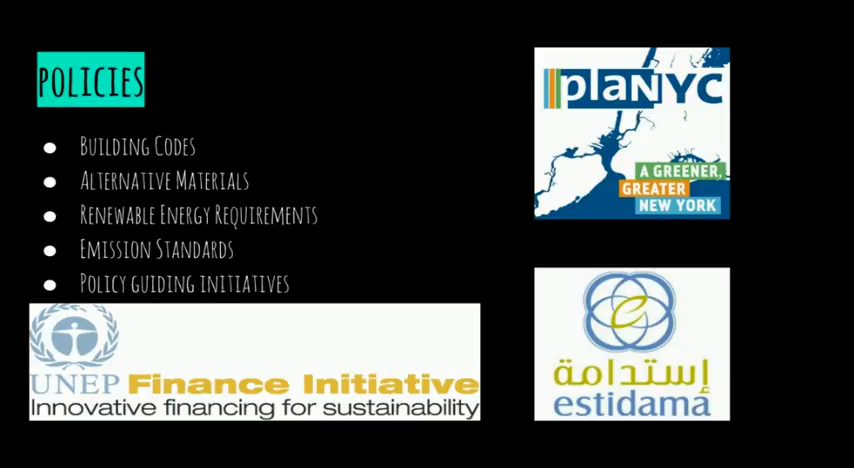 POLICIES
BUILDING CODES
ALTERNATIVE MATERIALS
RENEWABLE ENERGY REQUIREMENTS
EMISSION STANDARDS
POLICY GUIDING INITIATIVES
UNEP Finance Initiative
Innovative financing for sustainability
plaNYC
A GREENER,
GREATER
NEW YORK
e
إستدامة
estidama